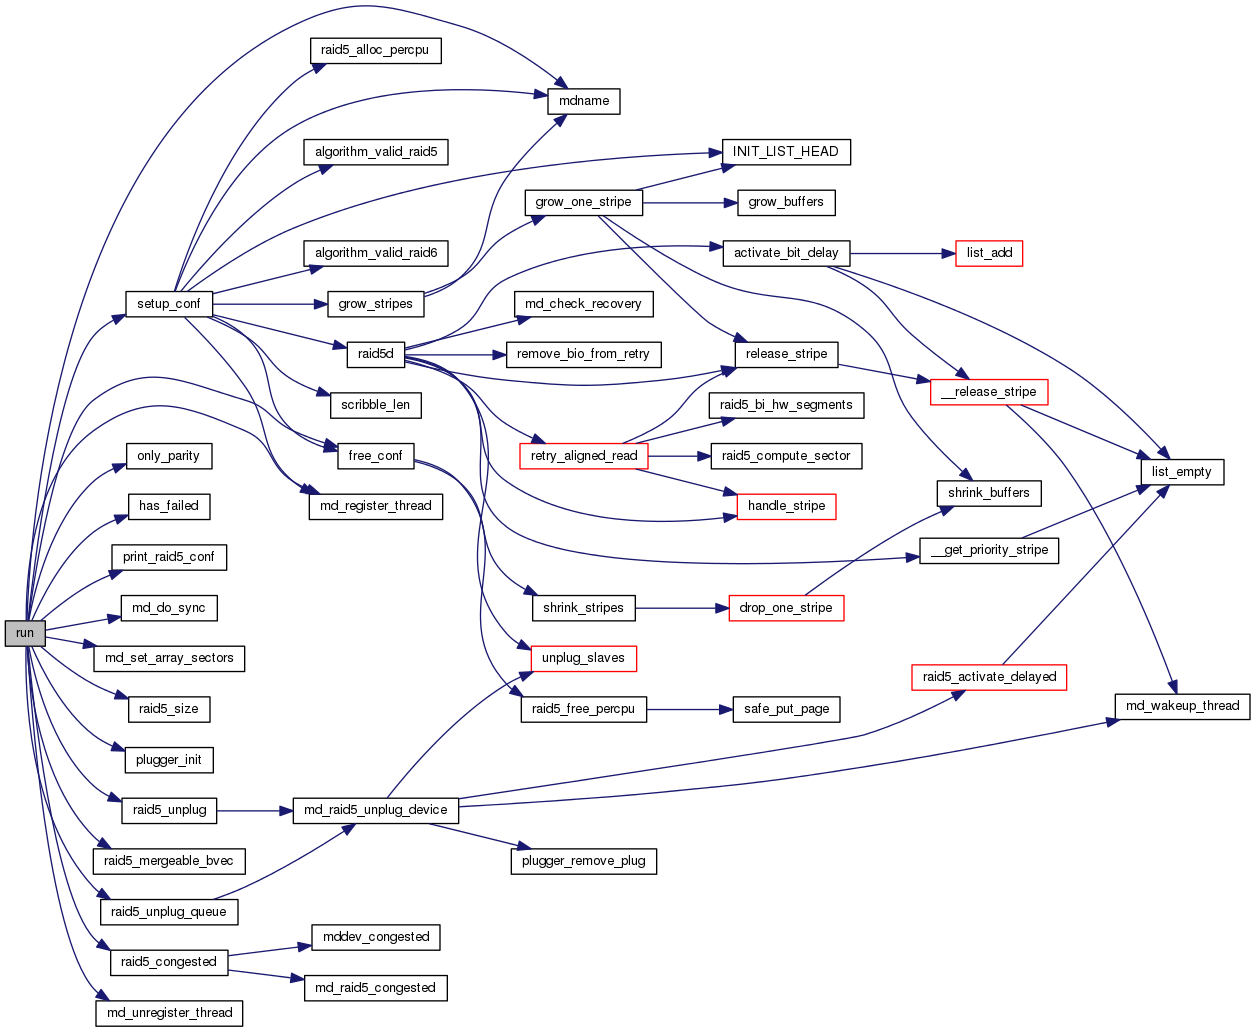 raid5_alloc_percpu
mdname
algorithm_valid_raid5
INIT_LIST_HEAD
grow_one_stripe
grow_buffers
algorithm_valid_raid6
activate_bit_delay
list_add
setup_conf
grow_stripes
md_check_recovery
raid5d
remove_bio_from_retry
release_stripe
__release_stripe
scribble_len
raid5_bi_hw_segments
only_parity
free_conf
retry_aligned_read
raid5_compute_sector
list_empty
has_failed
md_register_thread
handle_stripe
shrink_buffers
print_raid5_conf
__get_priority_stripe
md_do_sync
shrink_stripes
drop_one_stripe
run
md_set_array_sectors
unplug_slaves
raid5_activate_delayed
raid5_size
raid5_free_percpu
safe_put_page
md_wakeup_thread
plugger_init
raid5_unplug
md_raid5_unplug_device
raid5_mergeable_bvec
plugger_remove_plug
raid5_unplug_queue
mddev_congested
raid5_congested
md_raid5_congested
md_unregister_thread